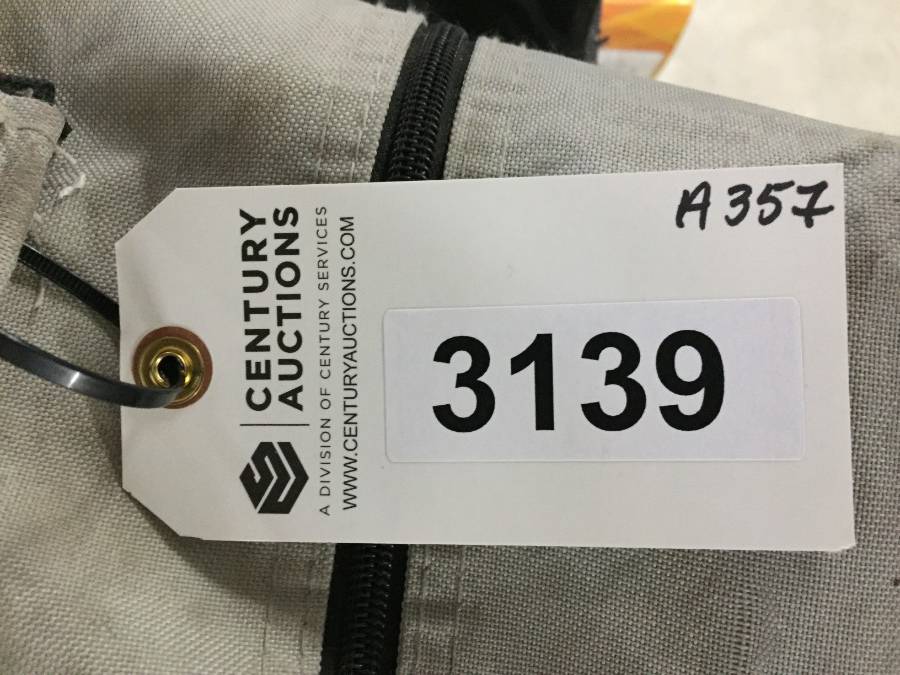 A357
3139
CENTURY
AUCTIONS
A DIVISION OF CENTURY SERVICES
WWW.CENTURYAUCTIONS.COM